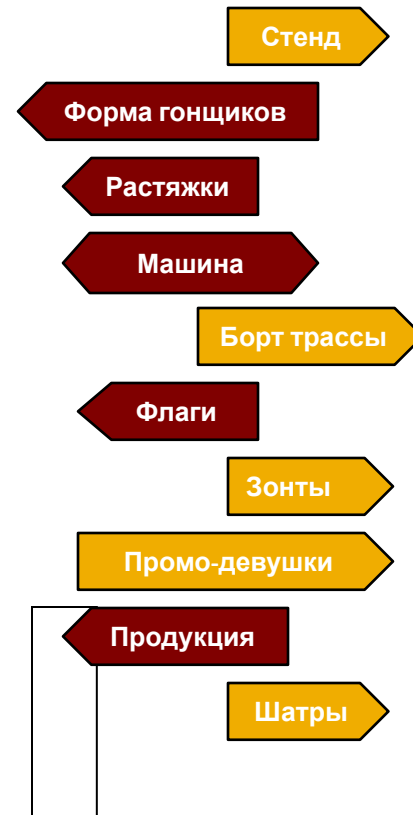 Стенд
Форма гонщиков
Растяжки
Машина
Борт трассы
Флаги
Зонты
Промо-девушки
Продукция
Шатры